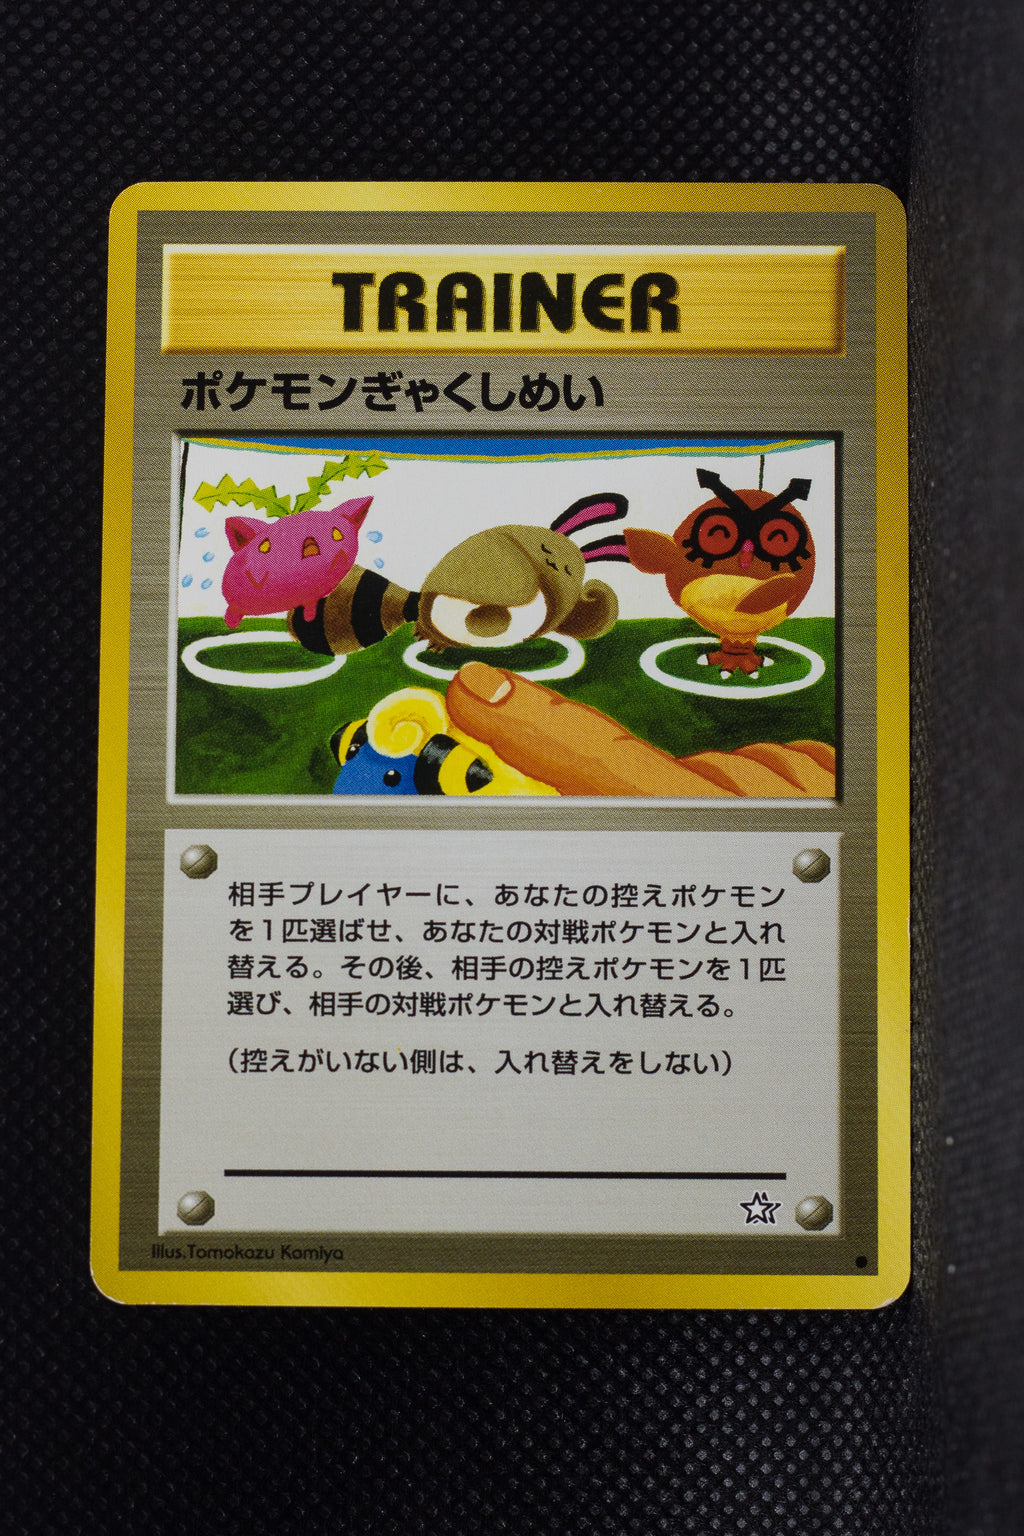 TRAINER
ポケモンぎゃくしめい
相手プレイヤーに、あなたの控えポケモン
を1匹選ばせ、あなたの対戦ポケモンと入れ
替える。その後、相手の控えポケモンを1匹
選び、相手の対戦ポケモンと入れ替える。
（控えがいない側は、入れ替えをしない）
Illus.Tomokazu Komiya